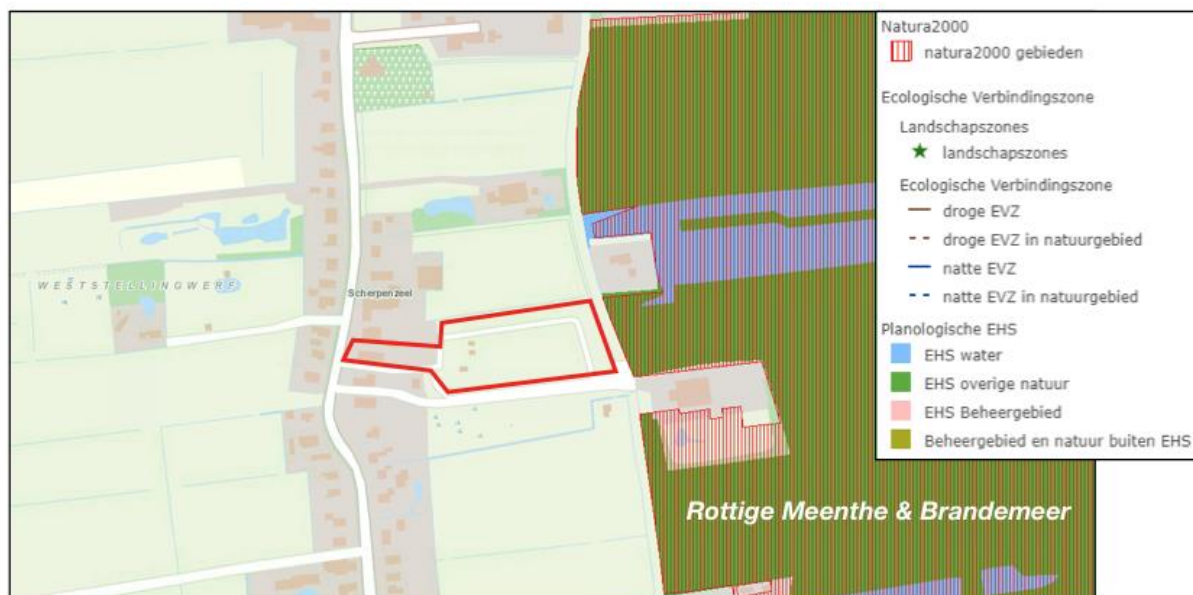 Natura2000
natura2000 gebieden
Ecologische Verbindingszone
Landschapszones
landschapszones
Ecologische Verbindingszone
droge EVZ
droge EVZ in natuurgebied
natte EVZ
natte EVZ in natuurgebied
Planologische EHS
EHS water
EHS overige natuur
EHS Beheergebied
Beheergebied en natuur buiten EHS
WESTSTELLINGWERF
Scherpenzeel
Rottige Meenthe & Brandemeer